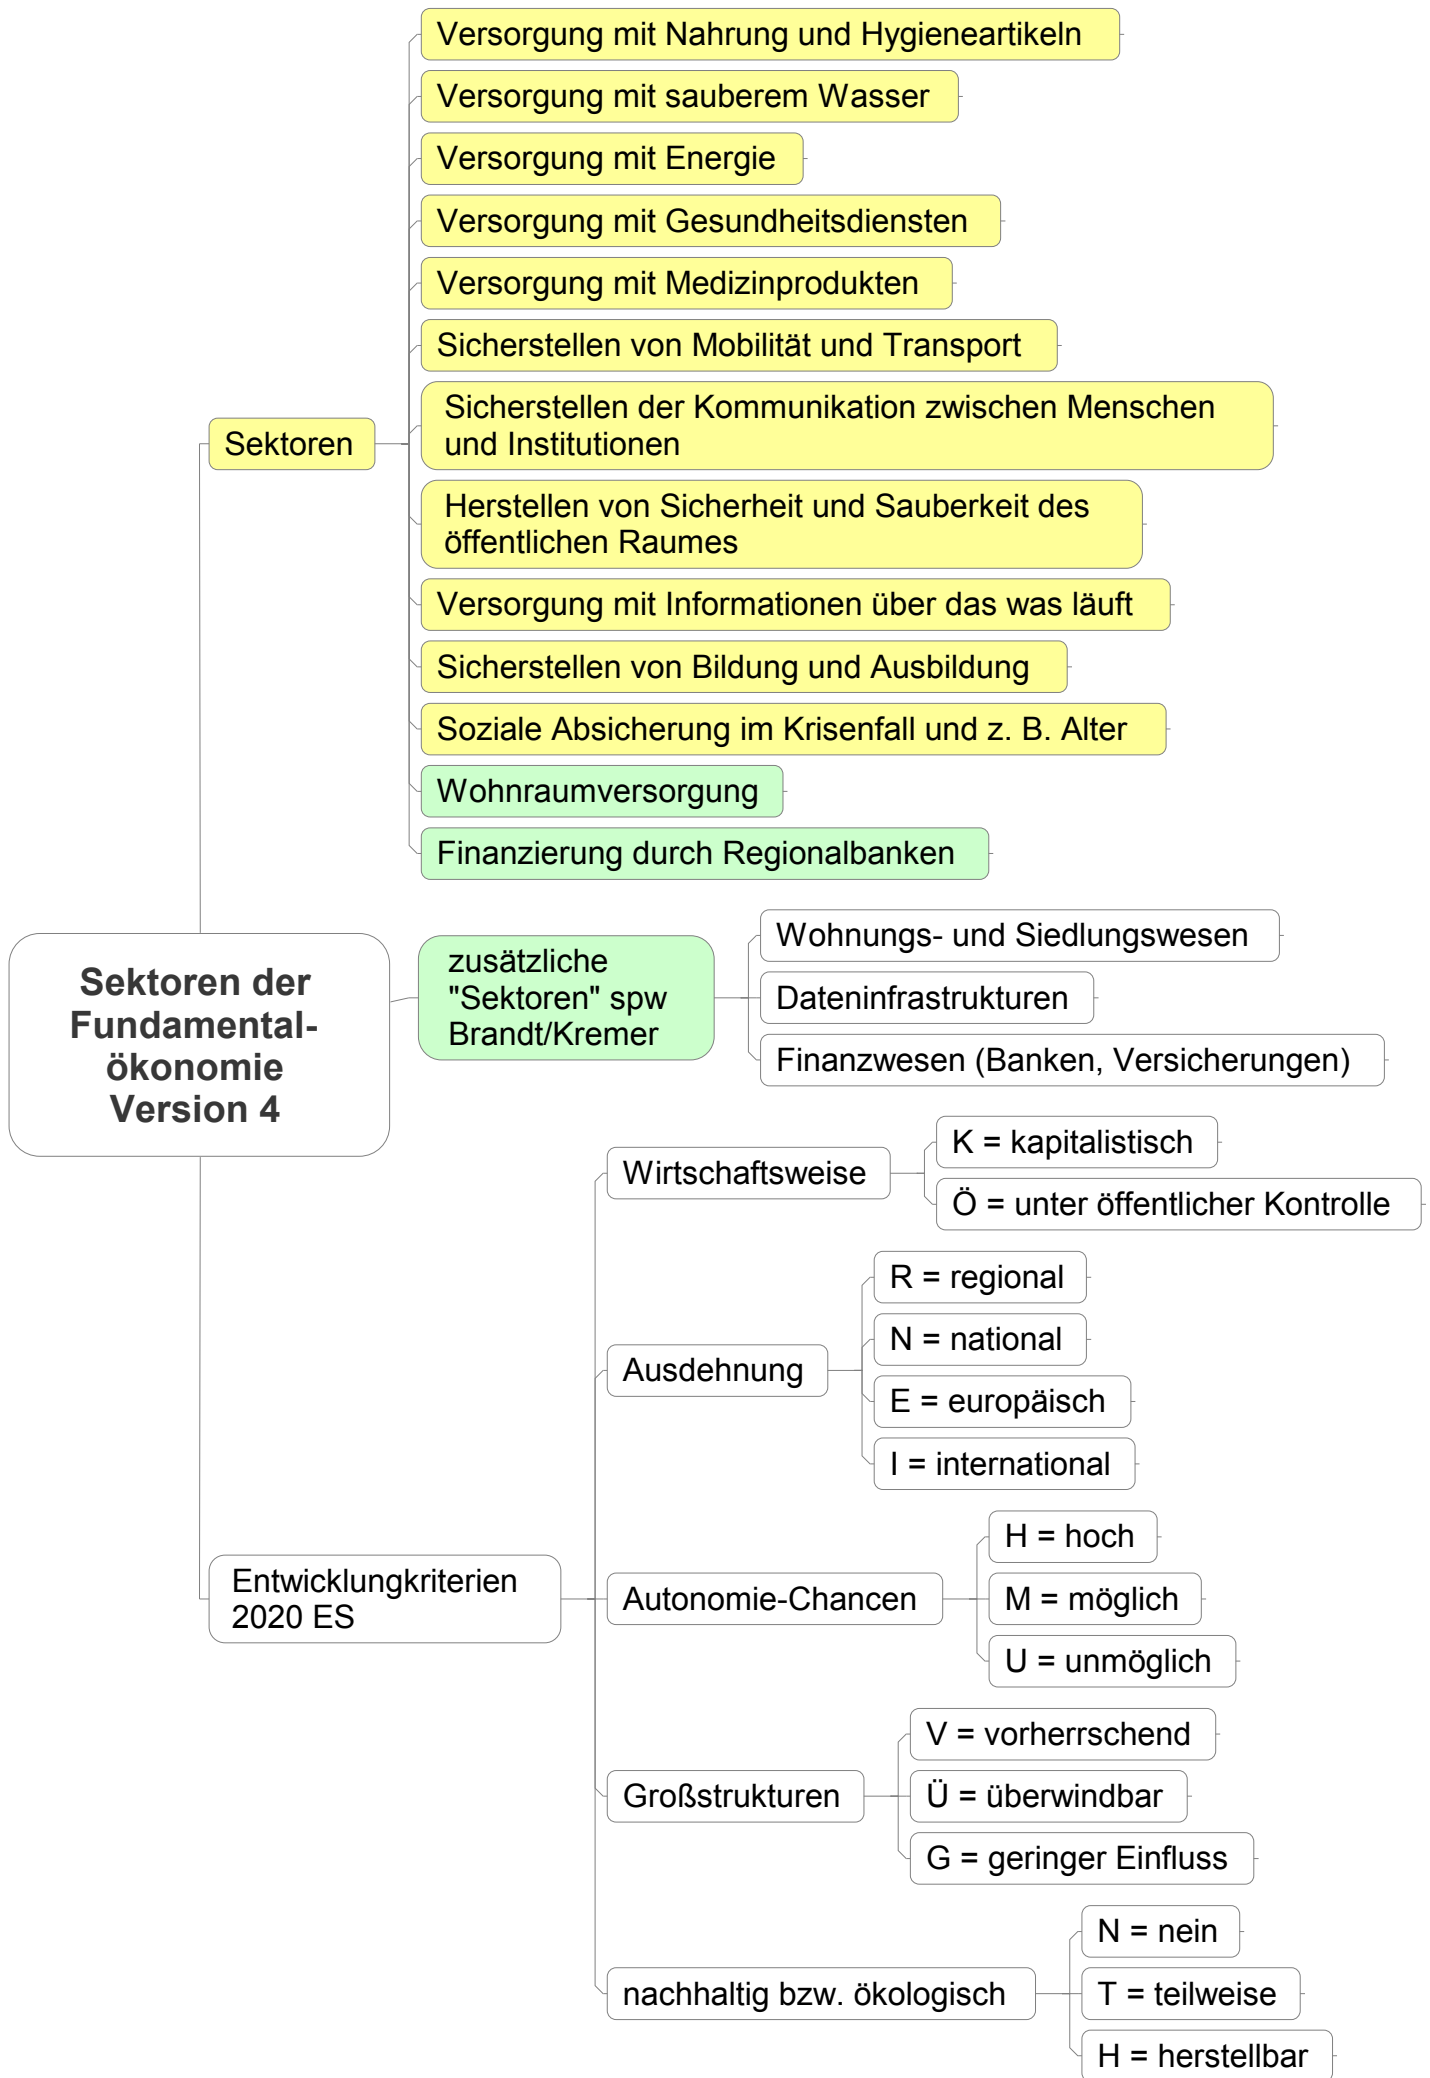 Versorgung mit Nahrung und Hygieneartikeln
Versorgung mit sauberem Wasser
Versorgung mit Energie
Versorgung mit Gesundheitsdiensten
Versorgung mit Medizinprodukten
Sicherstellen von Mobilität und Transport
Sicherstellen der Kommunikation zwischen Menschen
und Institutionen
Sektoren
Herstellen von Sicherheit und Sauberkeit des
öffentlichen Raumes
Versorgung mit Informationen über das was läuft
Sicherstellen von Bildung und Ausbildung
Soziale Absicherung im Krisenfall und z. B. Alter
Wohnraumversorgung
Finanzierung durch Regionalbanken
Sektoren der
Fundamental-
ökonomie
Version 4
zusätzliche
"Sektoren" spw
Brandt/Kremer
Wohnungs- und Siedlungswesen
Dateninfrastrukturen
Finanzwesen (Banken, Versicherungen)
Entwicklungkriterien
2020 ES
Wirtschaftsweise
K = kapitalistisch
Ö = unter öffentlicher Kontrolle
Ausdehnung
R = regional
N = national
E = europäisch
I = international
Autonomie-Chancen
H = hoch
M = möglich
U = unmöglich
Großstrukturen
V = vorherrschend
Ü = überwindbar
G = geringer Einfluss
nachhaltig bzw. ökologisch
N = nein
T = teilweise
H = herstellbar